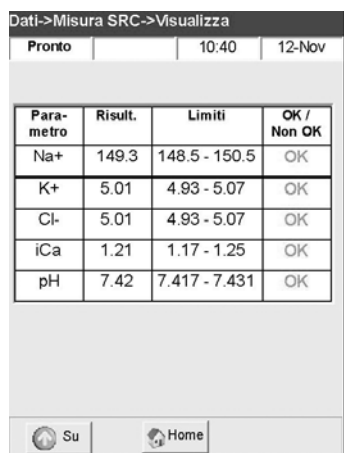 Dati->Misura SRC->Visualizza
Pronto 10:40 12-Nov
Para-metro Risult. Limiti OK / Non OK
Na+ 149.3 148.5 - 150.5 OK
K+ 5.01 4.93 - 5.07 OK
Cl- 5.01 4.93 - 5.07 OK
iCa 1.21 1.17 - 1.25 OK
pH 7.42 7.417 - 7.431 OK
Su Home